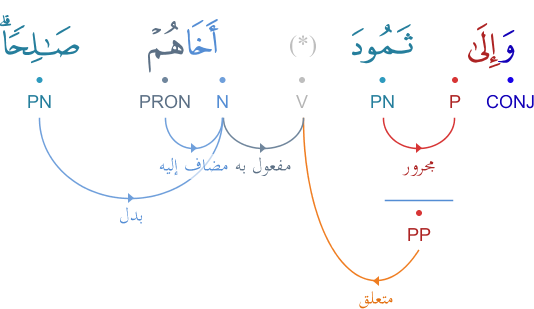 وَإِلَىٰ ثَمُودَ (*) أَخَاهُمْ صَـٰلِحًا ۗ
CONJ P PN V N PRON PN
مجرور مفعول به مضاف إليه
بدل
PP
متعلق